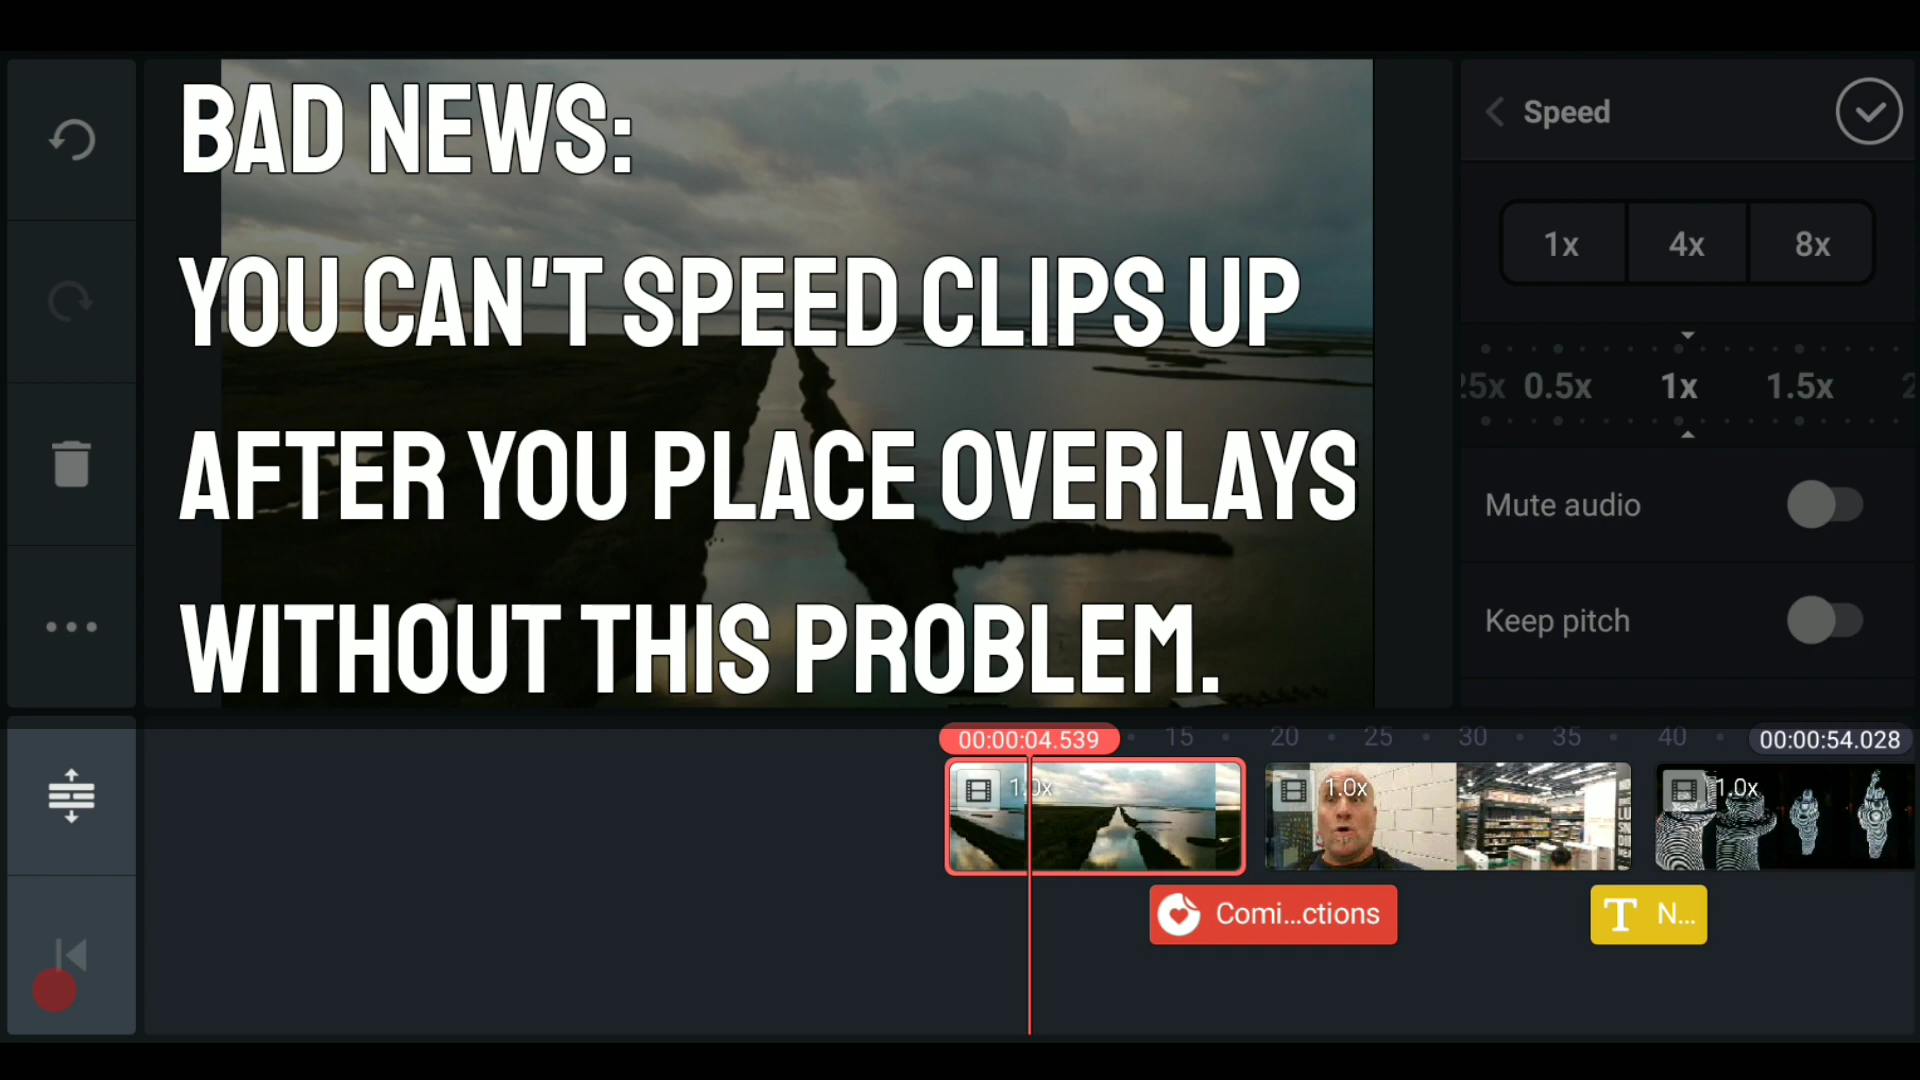 BAD NEWS:
YOU CAN'T SPEED CLIPS UP
AFTER YOU PLACE OVERLAYS
WITHOUT THIS PROBLEM.
Speed
1x 4x 8x
25x 0.5x 1x 1.5x 2
Mute audio
Keep pitch
00:00:04.539 15 20 25 30 35 40 00:00:54.028
1.0x 1.0x 1.0x
Comi...ctions T N...